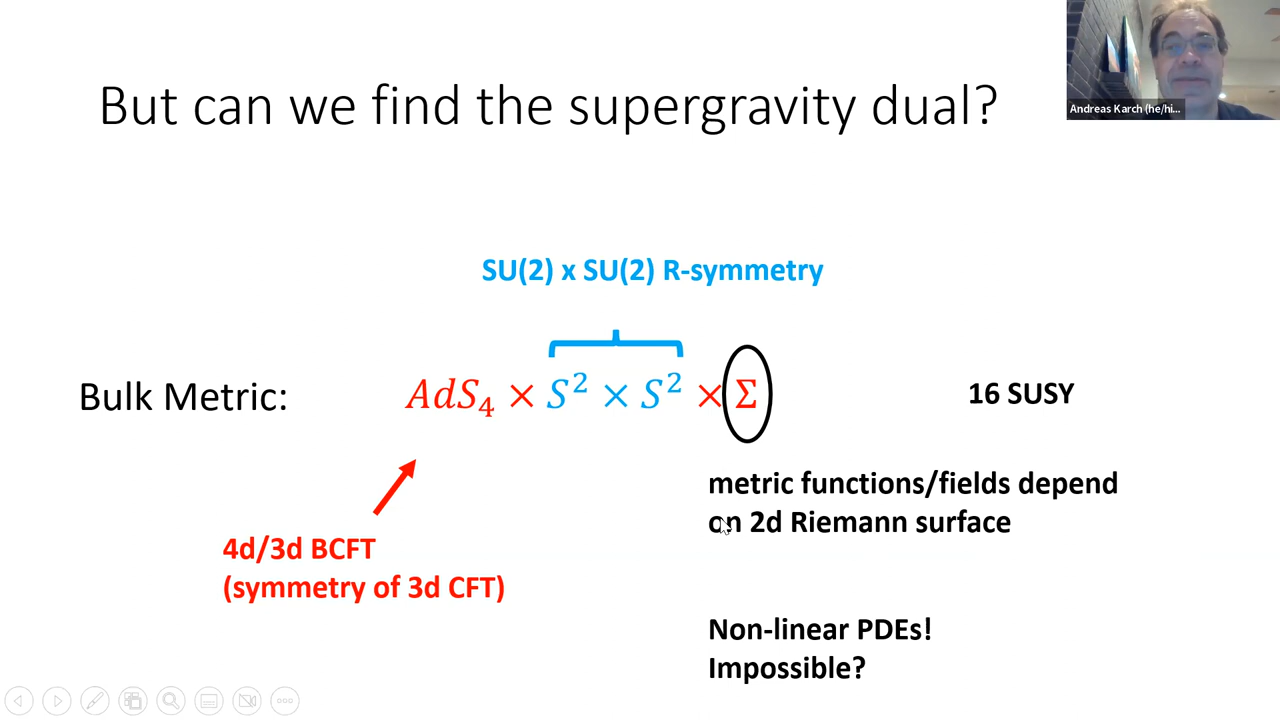 Andreas Karch (he/hi...
But can we find the supergravity dual?
SU(2) x SU(2) R-symmetry
Bulk Metric:
AdS₄ × S² × S² × Σ
16 SUSY
metric functions/fields depend
on 2d Riemann surface
4d/3d BCFT
(symmetry of 3d CFT)
Non-linear PDEs!
Impossible?